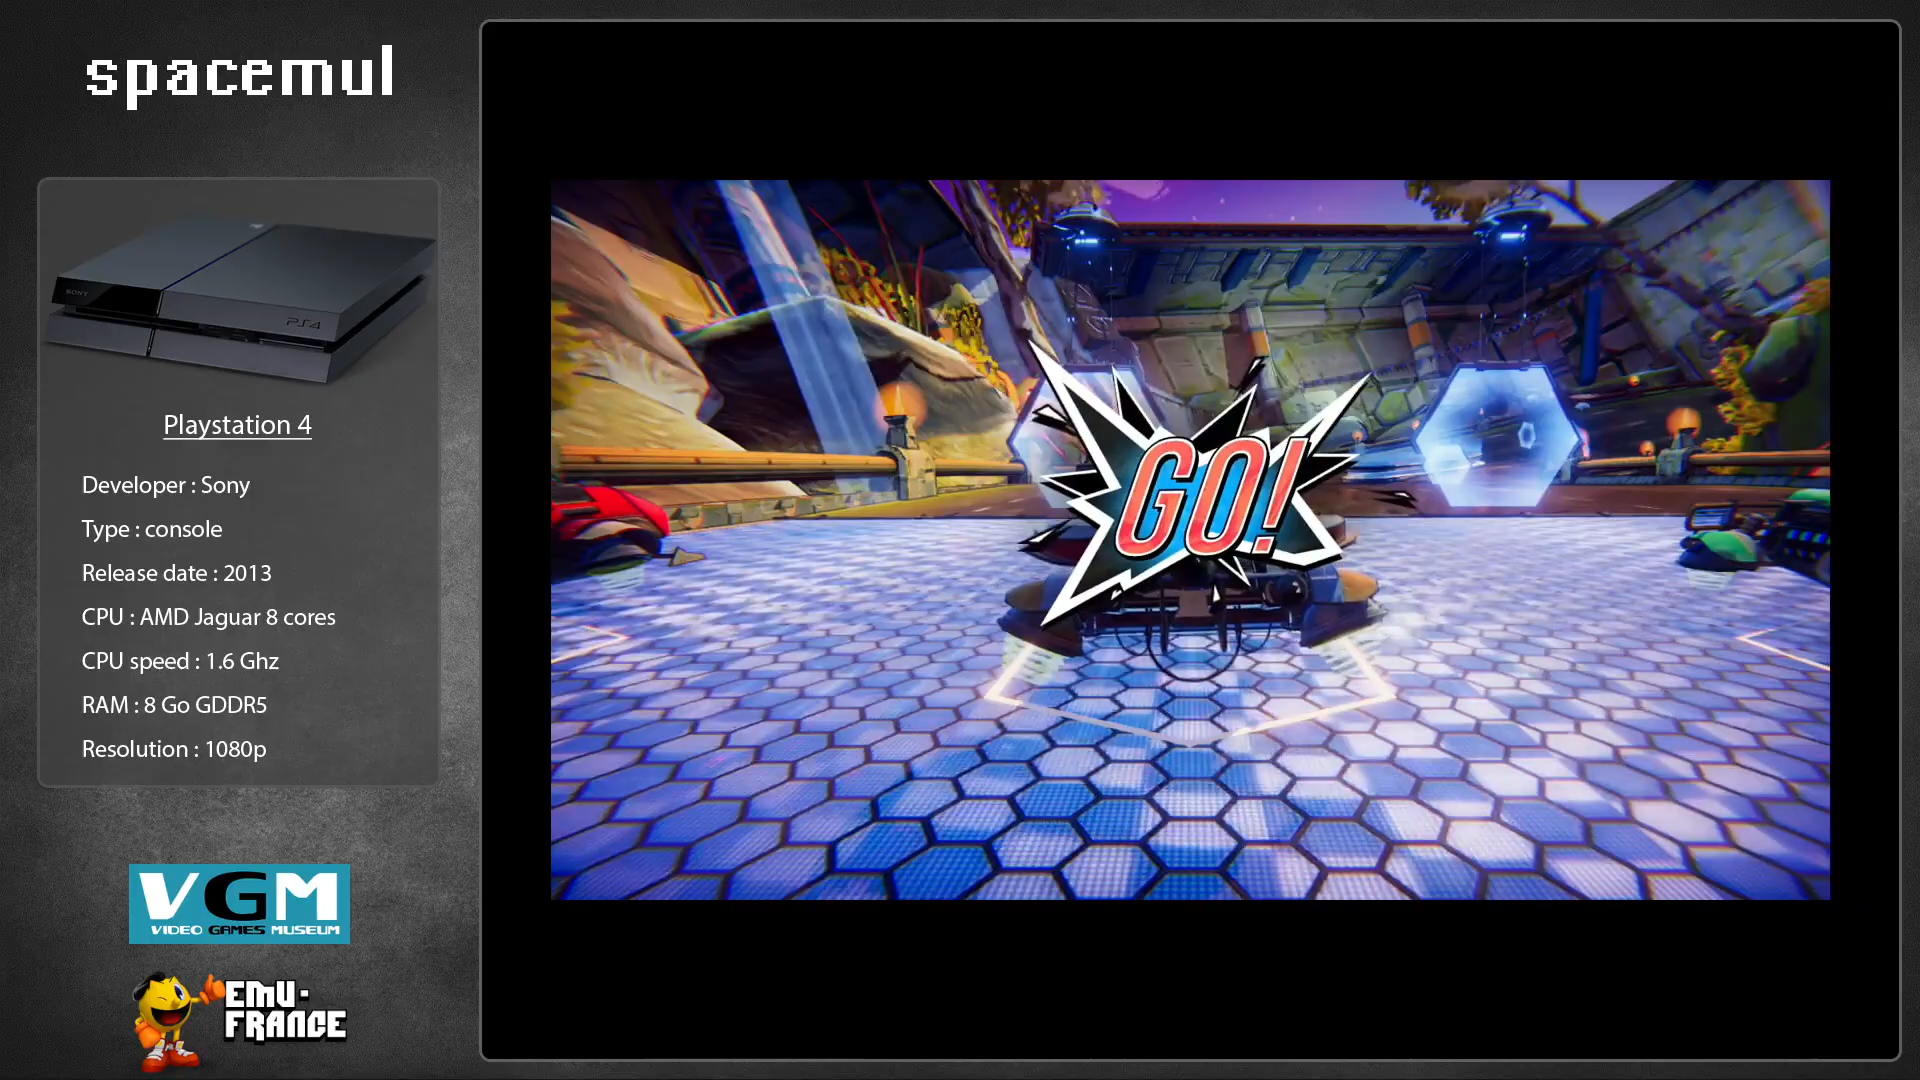 spacemul
SONY
PS4
Playstation 4
Developer : Sony
Type : console
Release date : 2013
CPU : AMD Jaguar 8 cores
CPU speed : 1.6 Ghz
RAM : 8 Go GDDR5
Resolution : 1080p
VGM
VIDEO GAMES MUSEUM
EMU-
FRANCE
GO!